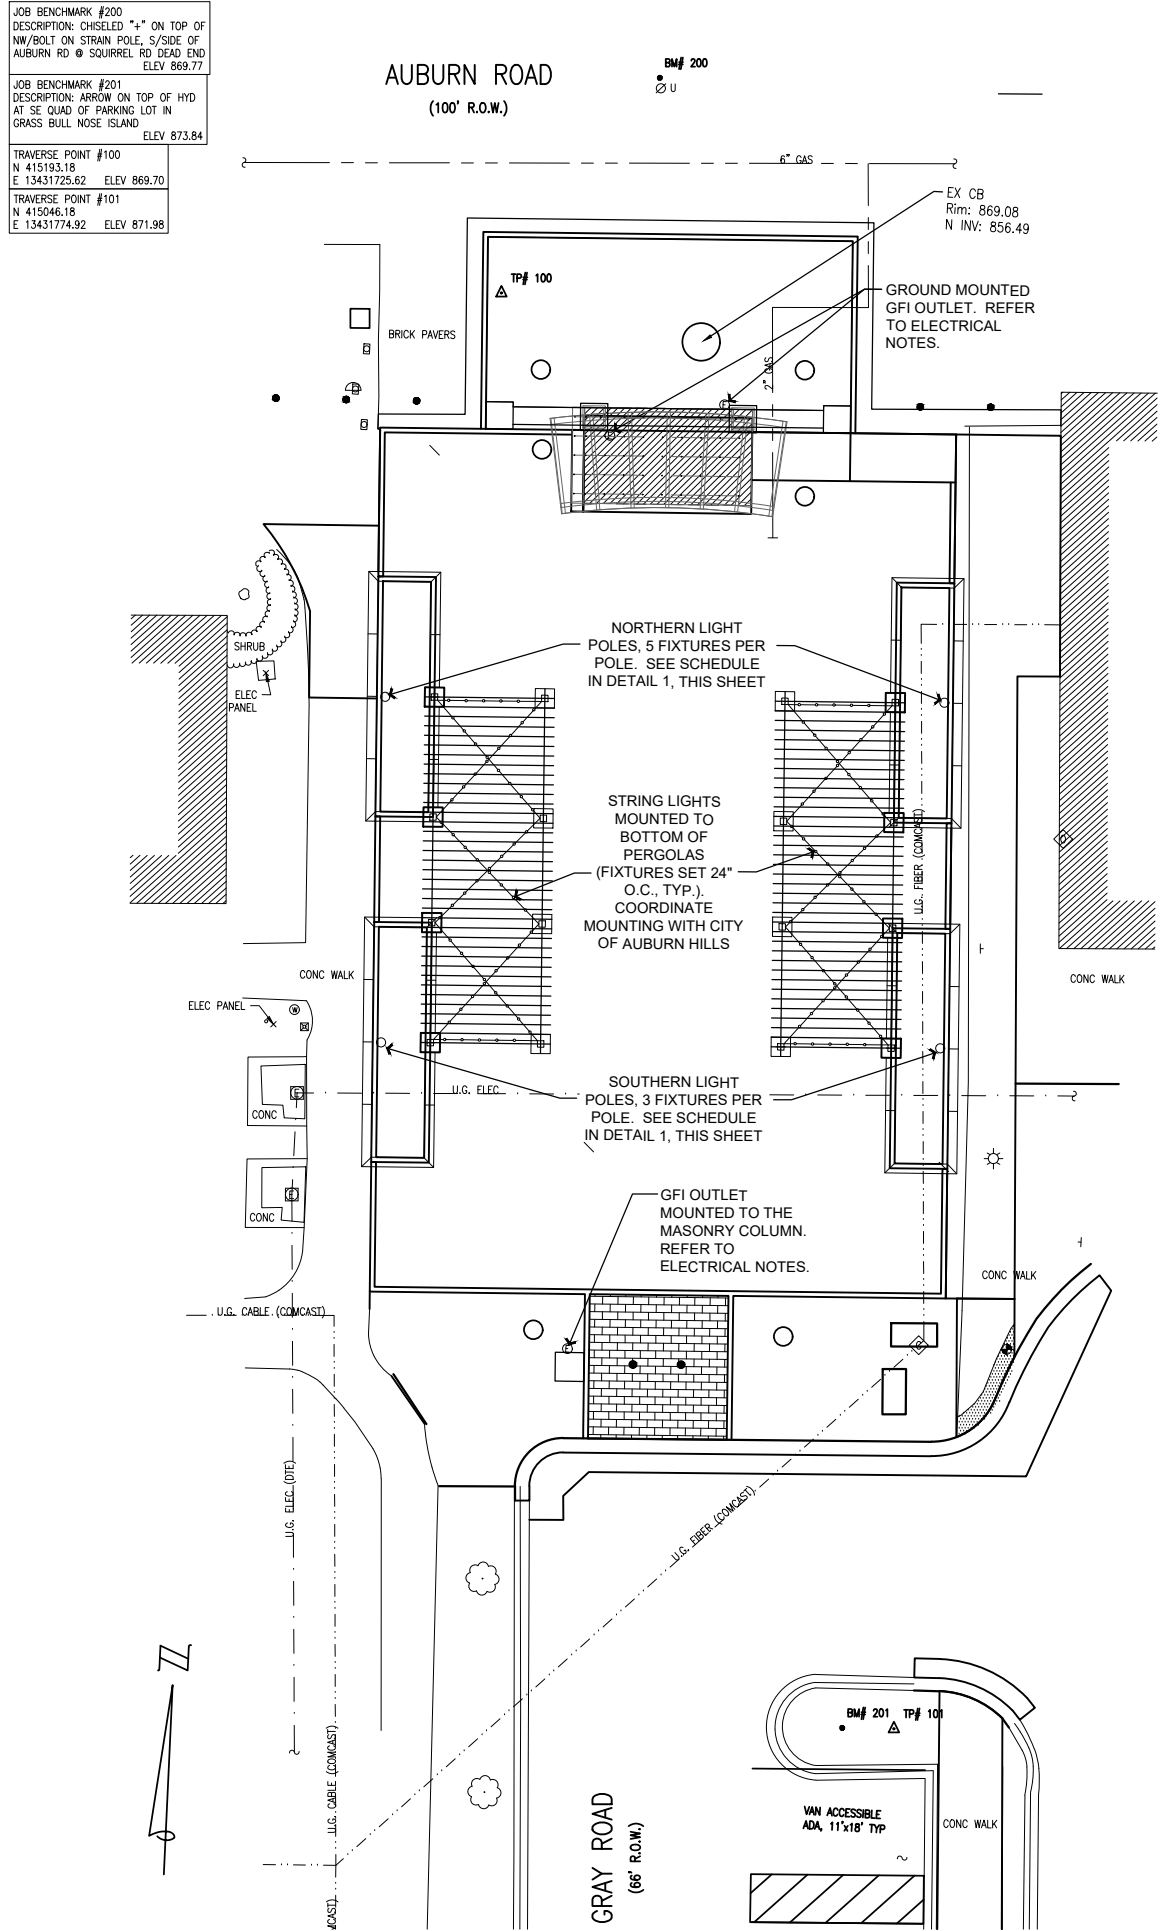 JOB BENCHMARK #200
DESCRIPTION: CHISELED "+" ON TOP OF
NW/BOLT ON STRAIN POLE, S/SIDE OF
AUBURN RD @ SQUIRREL RD DEAD END
ELEV 869.77
JOB BENCHMARK #201
DESCRIPTION: ARROW ON TOP OF HYD
AT SE QUAD OF PARKING LOT IN
GRASS BULL NOSE ISLAND
ELEV 873.84
TRAVERSE POINT #100
N 415193.18
E 13431725.62 ELEV 869.70
TRAVERSE POINT #101
N 415046.18
E 13431774.92 ELEV 871.98
AUBURN ROAD
(100' R.O.W.)
BM# 200
U
6" GAS
EX CB
Rim: 869.08
N INV: 856.49
TP# 100
GROUND MOUNTED
GFI OUTLET. REFER
TO ELECTRICAL
NOTES.
BRICK PAVERS
2" GAS
NORTHERN LIGHT
POLES, 5 FIXTURES PER
POLE. SEE SCHEDULE
IN DETAIL 1, THIS SHEET
SHRUB
ELEC
PANEL
STRING LIGHTS
MOUNTED TO
BOTTOM OF
PERGOLAS
(FIXTURES SET 24"
O.C., TYP.).
COORDINATE
MOUNTING WITH CITY
OF AUBURN HILLS
U.G. FIBER (COMCAST)
CONC WALK
CONC WALK
ELEC PANEL
W
U.G. ELEC
E
CONC
SOUTHERN LIGHT
POLES, 3 FIXTURES PER
POLE. SEE SCHEDULE
IN DETAIL 1, THIS SHEET
E
CONC
GFI OUTLET
MOUNTED TO THE
MASONRY COLUMN.
REFER TO
ELECTRICAL NOTES.
CONC WALK
U.G. CABLE (COMCAST)
U.G. ELEC (DTE)
U.G. FIBER (COMCAST)
N
U.G. CABLE (COMCAST)
BM# 201 TP# 101
GRAY ROAD
(66' R.O.W.)
VAN ACCESSIBLE
ADA, 11'x18' TYP
CONC WALK